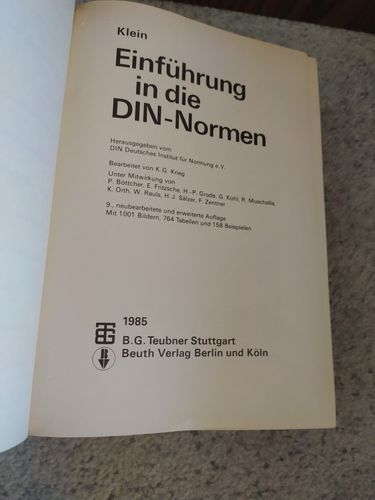 Klein
Einführung
in die
DIN-Normen
Herausgegeben vom
DIN Deutsches Institut für Normung e.V.
Bearbeitet von K. G. Krieg
Unter Mitwirkung von
P. Böttcher, E. Fritzsche, H.-P. Grode, G. Kühl, R. Muschalla,
K. Orth, W. Rauls, H. J. Sälzer, F. Zentner
9., neubearbeitete und erweiterte Auflage
Mit 1001 Bildern, 764 Tabellen und 158 Beispielen
1985
B. G. Teubner Stuttgart
Beuth Verlag Berlin und Köln